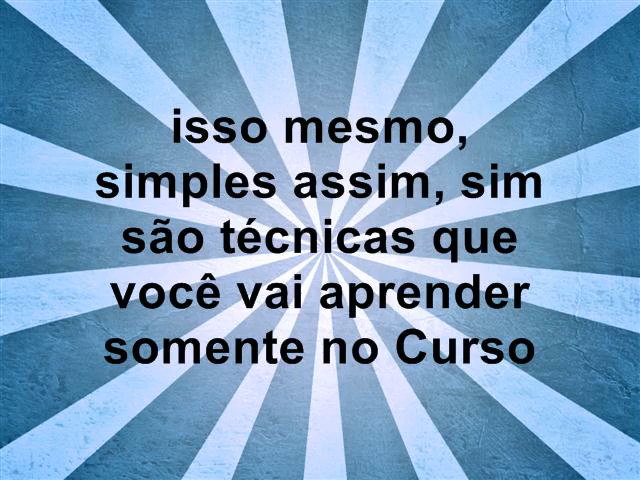 isso mesmo,
simples assim, sim
são técnicas que
você vai aprender
somente no Curso